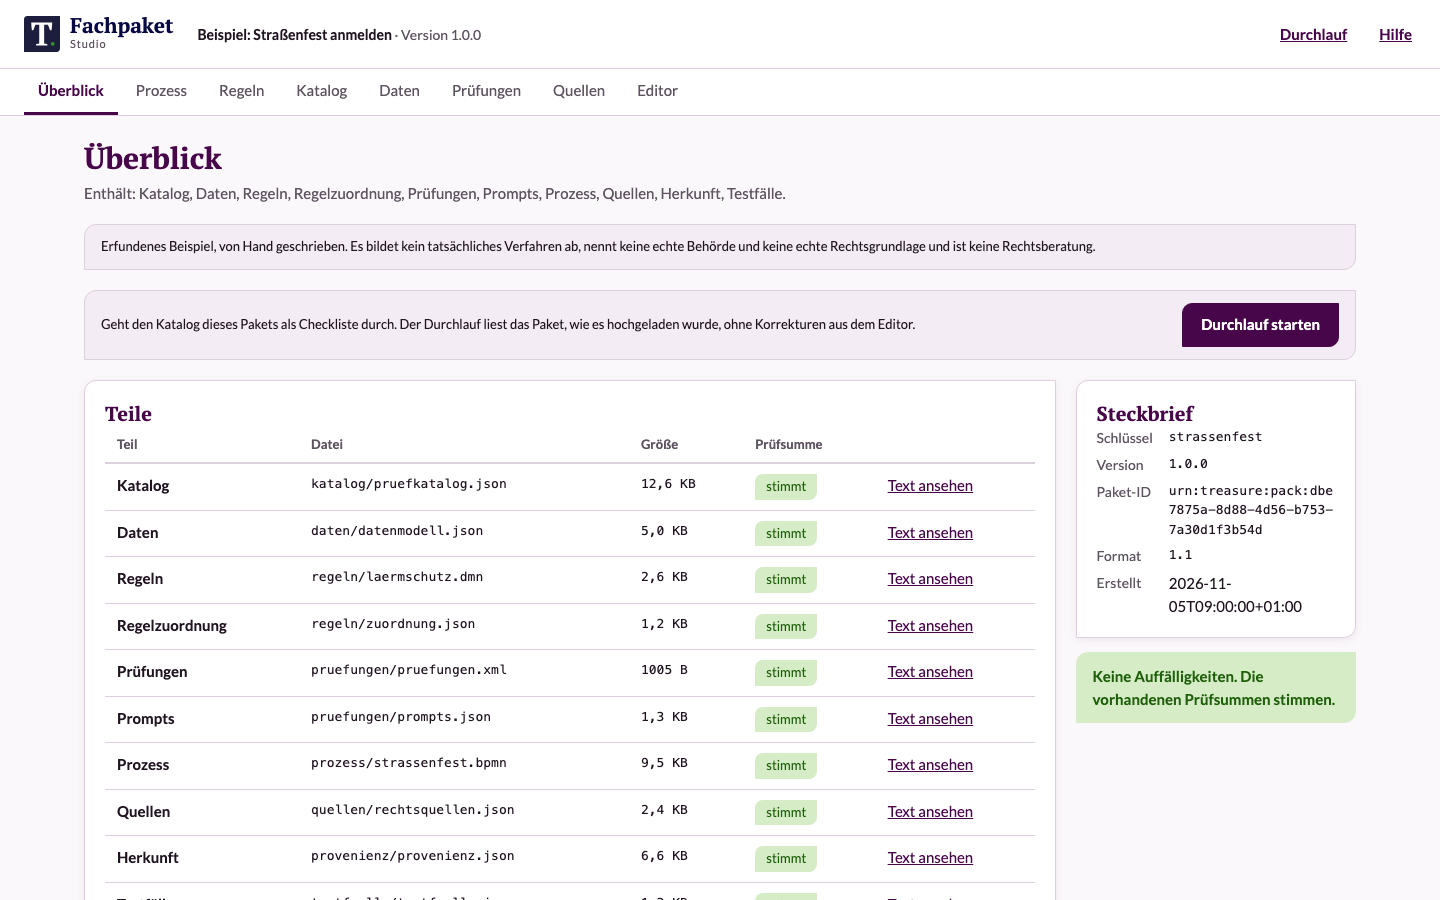 T.
Fachpaket
Studio
Beispiel: Straßenfest anmelden · Version 1.0.0
Durchlauf
Hilfe
Überblick
Prozess
Regeln
Katalog
Daten
Prüfungen
Quellen
Editor
Überblick
Enthält: Katalog, Daten, Regeln, Regelzuordnung, Prüfungen, Prompts, Prozess, Quellen, Herkunft, Testfälle.
Erfundenes Beispiel, von Hand geschrieben. Es bildet kein tatsächliches Verfahren ab, nennt keine echte Behörde und keine echte Rechtsgrundlage und ist keine Rechtsberatung.
Geht den Katalog dieses Pakets als Checkliste durch. Der Durchlauf liest das Paket, wie es hochgeladen wurde, ohne Korrekturen aus dem Editor.
Durchlauf starten
Teile
Teil Datei Größe Prüfsumme
Katalog katalog/pruefkatalog.json 12,6 KB stimmt Text ansehen
Daten daten/datenmodell.json 5,0 KB stimmt Text ansehen
Regeln regeln/laermschutz.dmn 2,6 KB stimmt Text ansehen
Regelzuordnung regeln/zuordnung.json 1,2 KB stimmt Text ansehen
Prüfungen pruefungen/pruefungen.xml 1005 B stimmt Text ansehen
Prompts pruefungen/prompts.json 1,3 KB stimmt Text ansehen
Prozess prozess/strassenfest.bpmn 9,5 KB stimmt Text ansehen
Quellen quellen/rechtsquellen.json 2,4 KB stimmt Text ansehen
Herkunft provenienz/provenienz.json 6,6 KB stimmt Text ansehen
Steckbrief
Schlüssel strassenfest
Version 1.0.0
Paket-ID urn:treasure:pack:dbe
7875a-8d88-4d56-b753-
7a30d1f3b54d
Format 1.1
Erstellt 2026-11-
05T09:00:00+01:00
Keine Auffälligkeiten. Die
vorhandenen Prüfsummen stimmen.